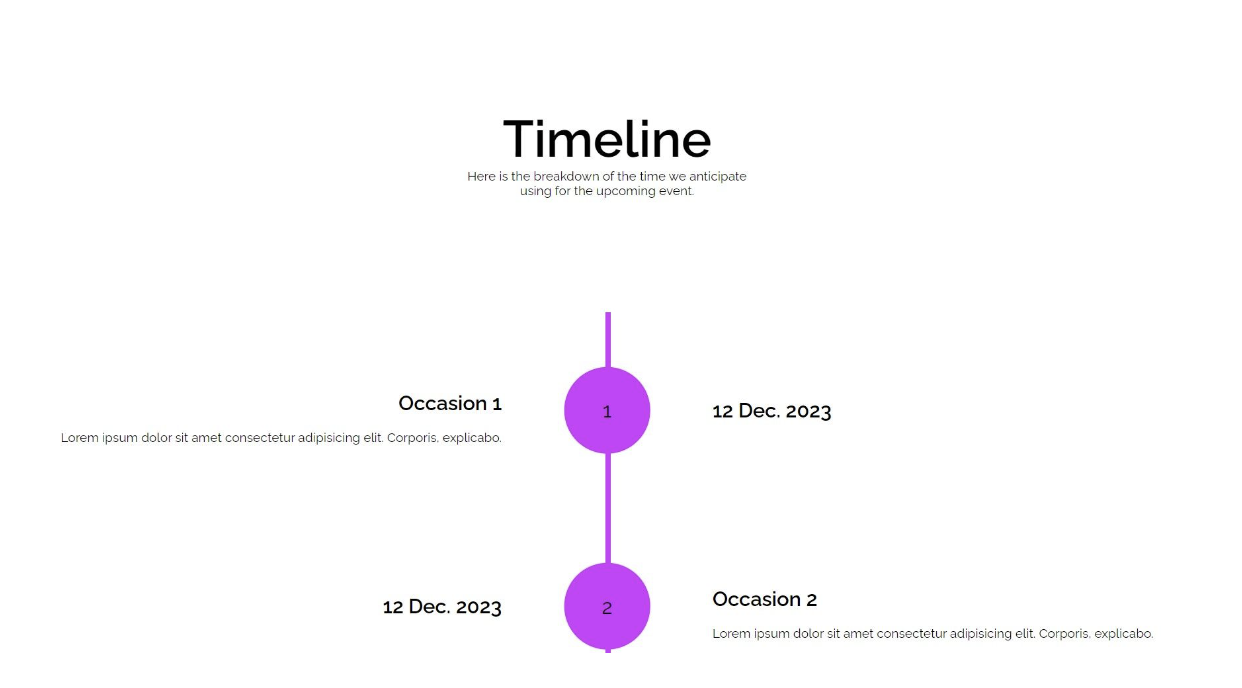 Timeline
Here is the breakdown of the time we anticipate
using for the upcoming event.
Occasion 1
Lorem ipsum dolor sit amet consectetur adipisicing elit. Corporis, explicabo.
1
12 Dec. 2023
12 Dec. 2023
2
Occasion 2
Lorem ipsum dolor sit amet consectetur adipisicing elit. Corporis, explicabo.